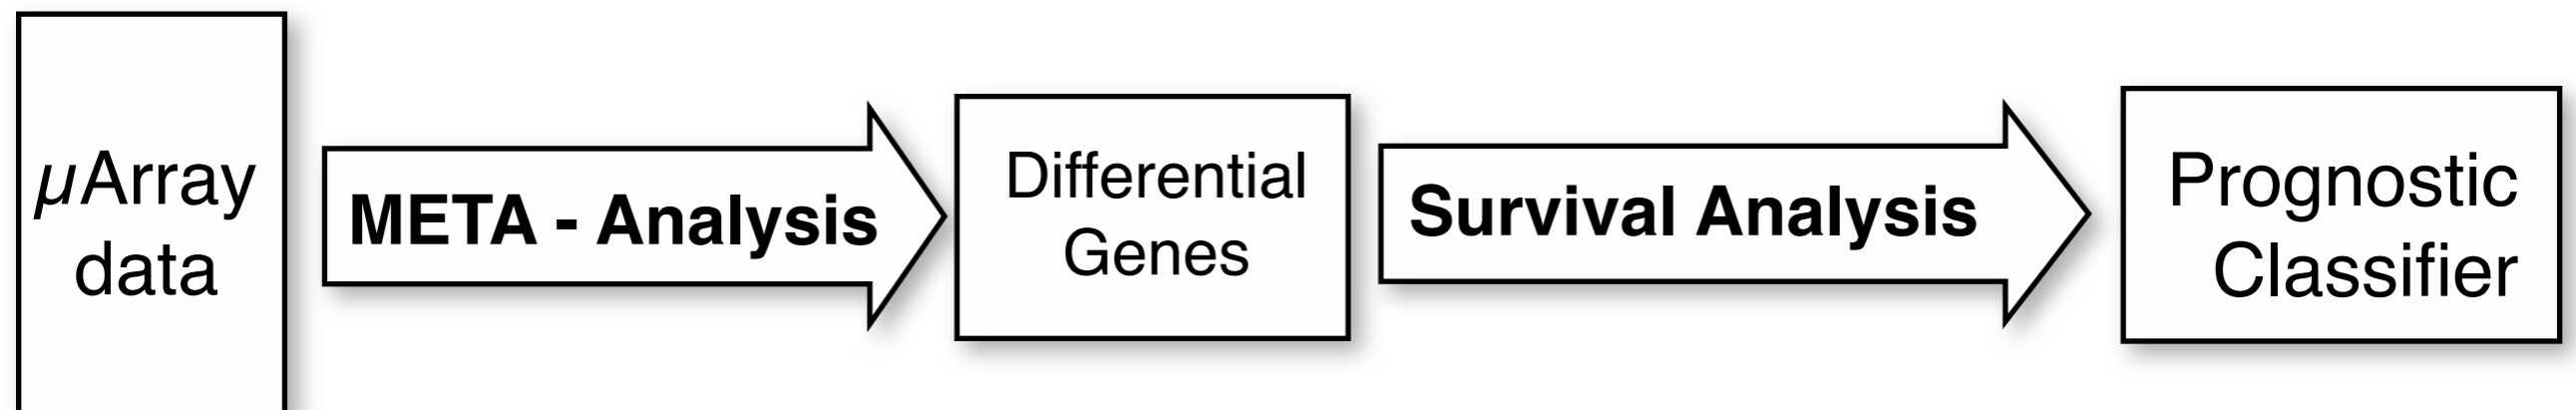 µArray
data
META - Analysis
Differential
Genes
Survival Analysis
Prognostic
Classifier